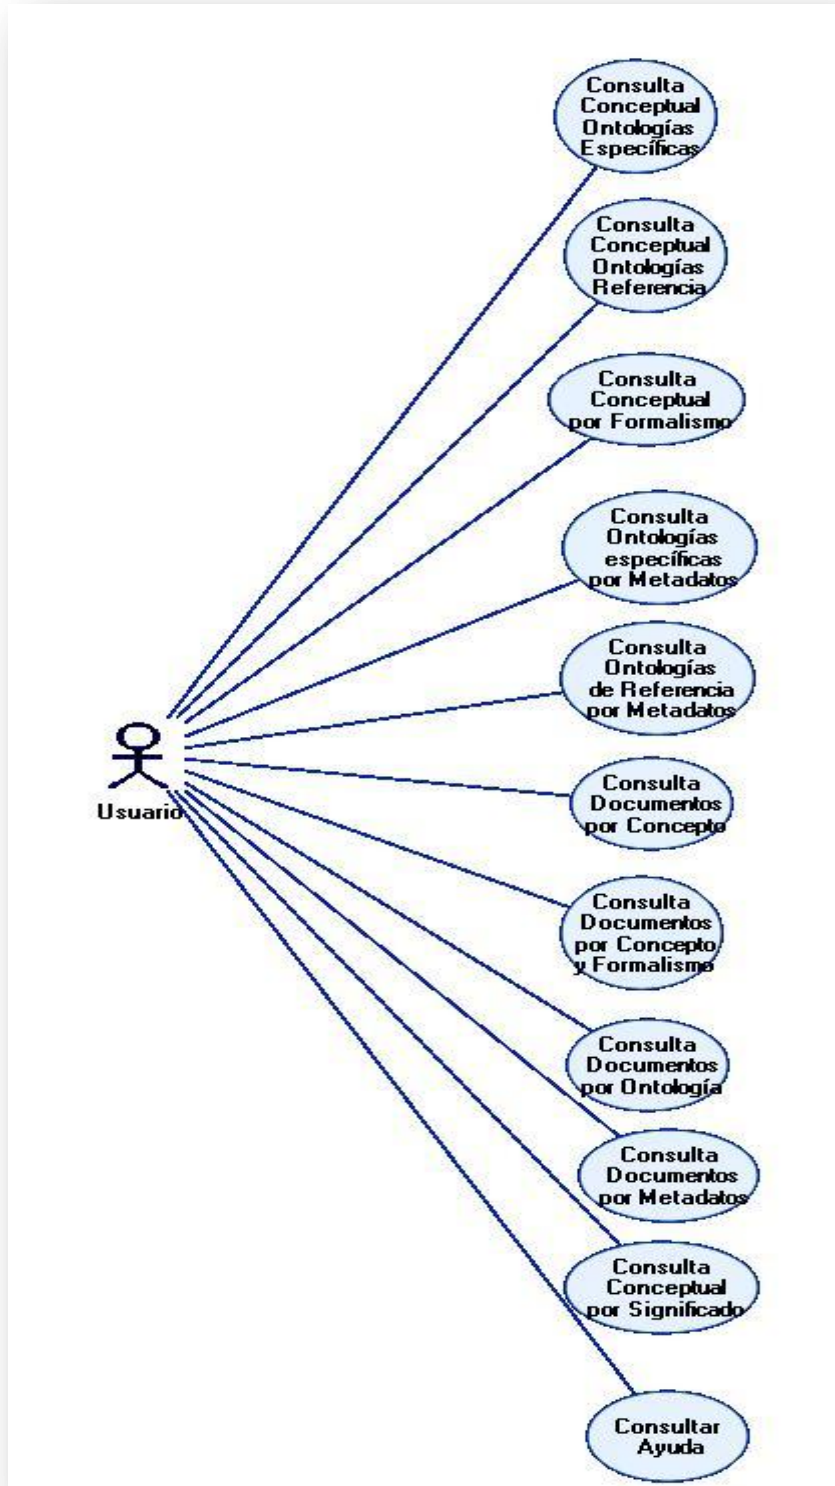 Consulta
Conceptual
Ontologías
Específicas
Consulta
Conceptual
Ontologías
Referencia
Consulta
Conceptual
por Formalismo
Consulta
Ontologías
específicas
por Metadatos
Consulta
Ontologías
de Referencia
por Metadatos
Usuario
Consulta
Documentos
por Concepto
Consulta
Documentos
por Concepto
y Formalismo
Consulta
Documentos
por Ontología
Consulta
Documentos
por Metadatos
Consulta
Conceptual
por Significado
Consultar
Ayuda